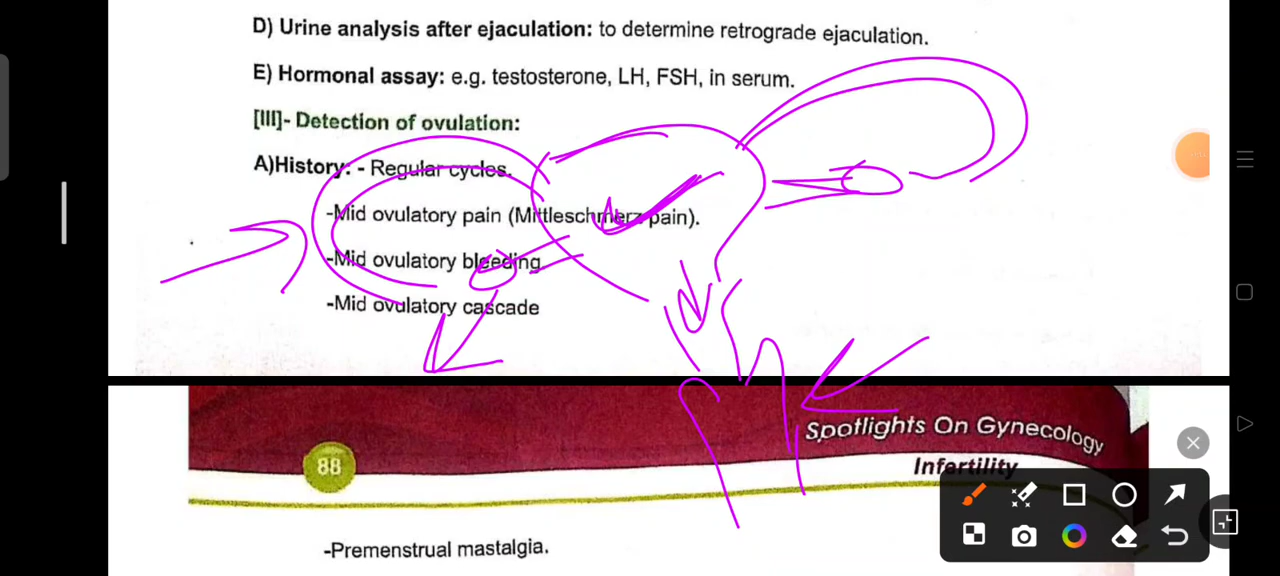 D) Urine analysis after ejaculation: to determine retrograde ejaculation.
E) Hormonal assay: e.g. testosterone, LH, FSH, in serum.
[III]- Detection of ovulation:
A)History: - Regular cycles.
-Mid ovulatory pain (Mittleschmerz pain).
-Mid ovulatory bleeding
-Mid ovulatory cascade
Spotlights On Gynecology
88
Infertility
-Premenstrual mastalgia.